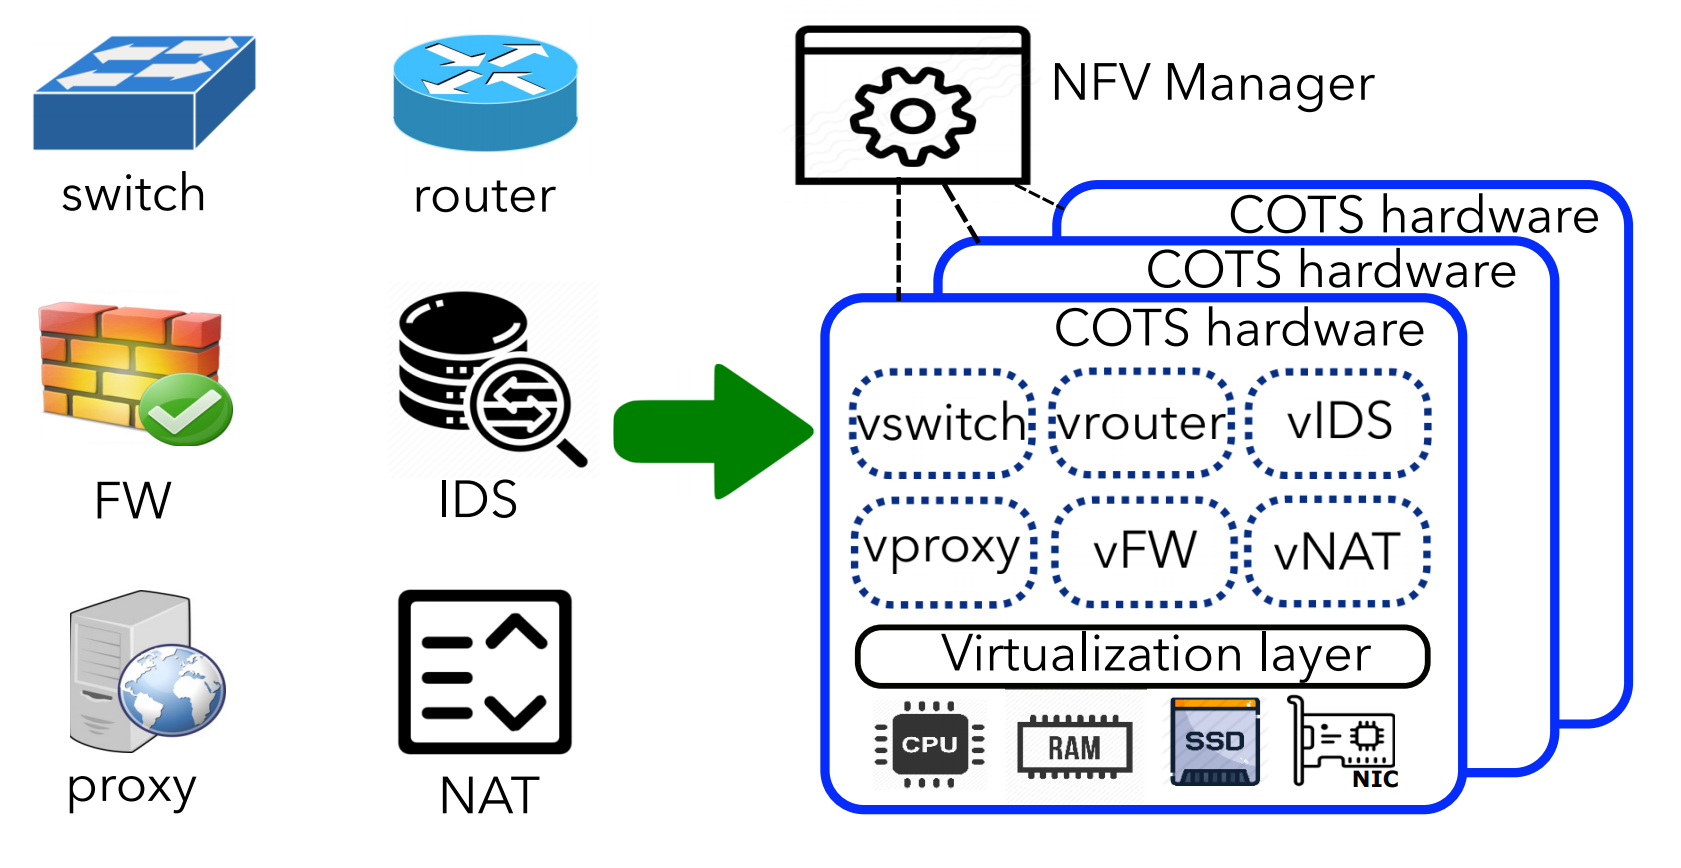 switch
router
FW
IDS
proxy
NAT
NFV Manager
COTS hardware
COTS hardware
COTS hardware
vswitch
vrouter
vIDS
vproxy
vFW
vNAT
Virtualization layer
CPU
RAM
SSD
NIC